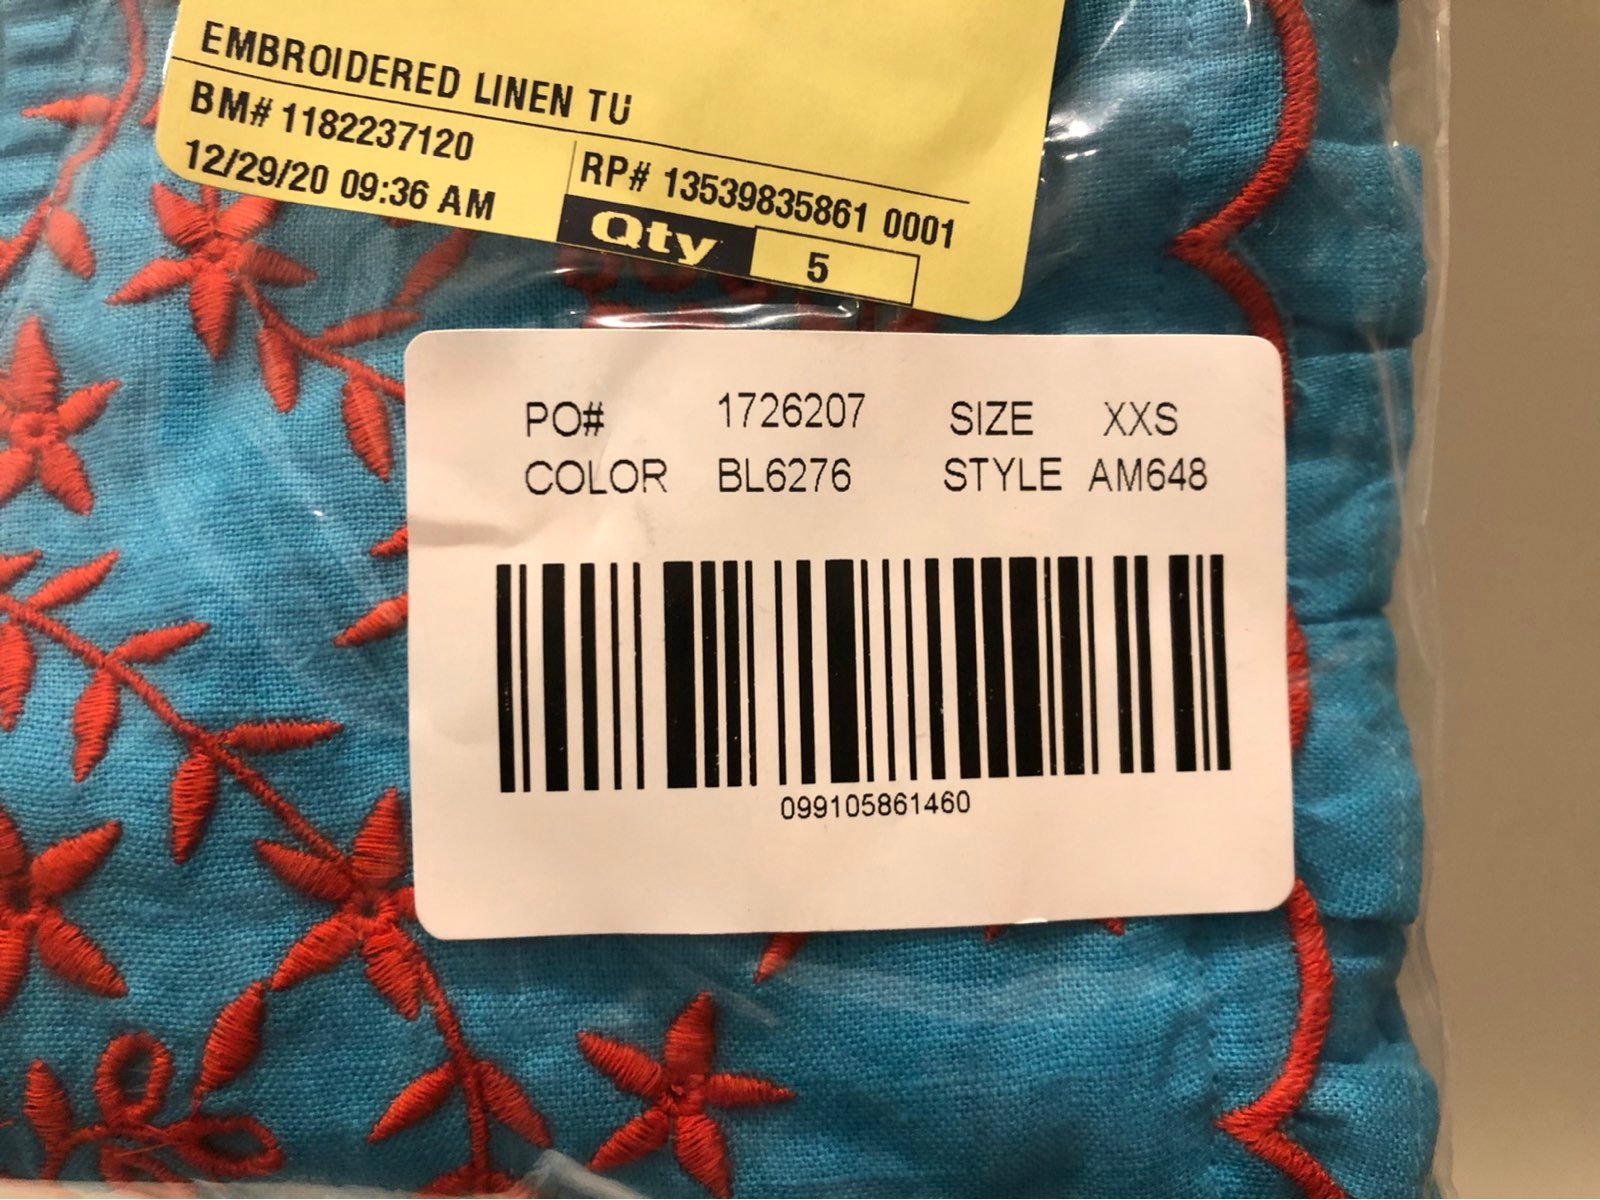 EMBROIDERED LINEN TU
BM# 1182237120
RP# 13539835861 0001
12/29/20 09:36 AM
Qty 5
PO# 1726207 SIZE XXS
COLOR BL6276 STYLE AM648
099105861460